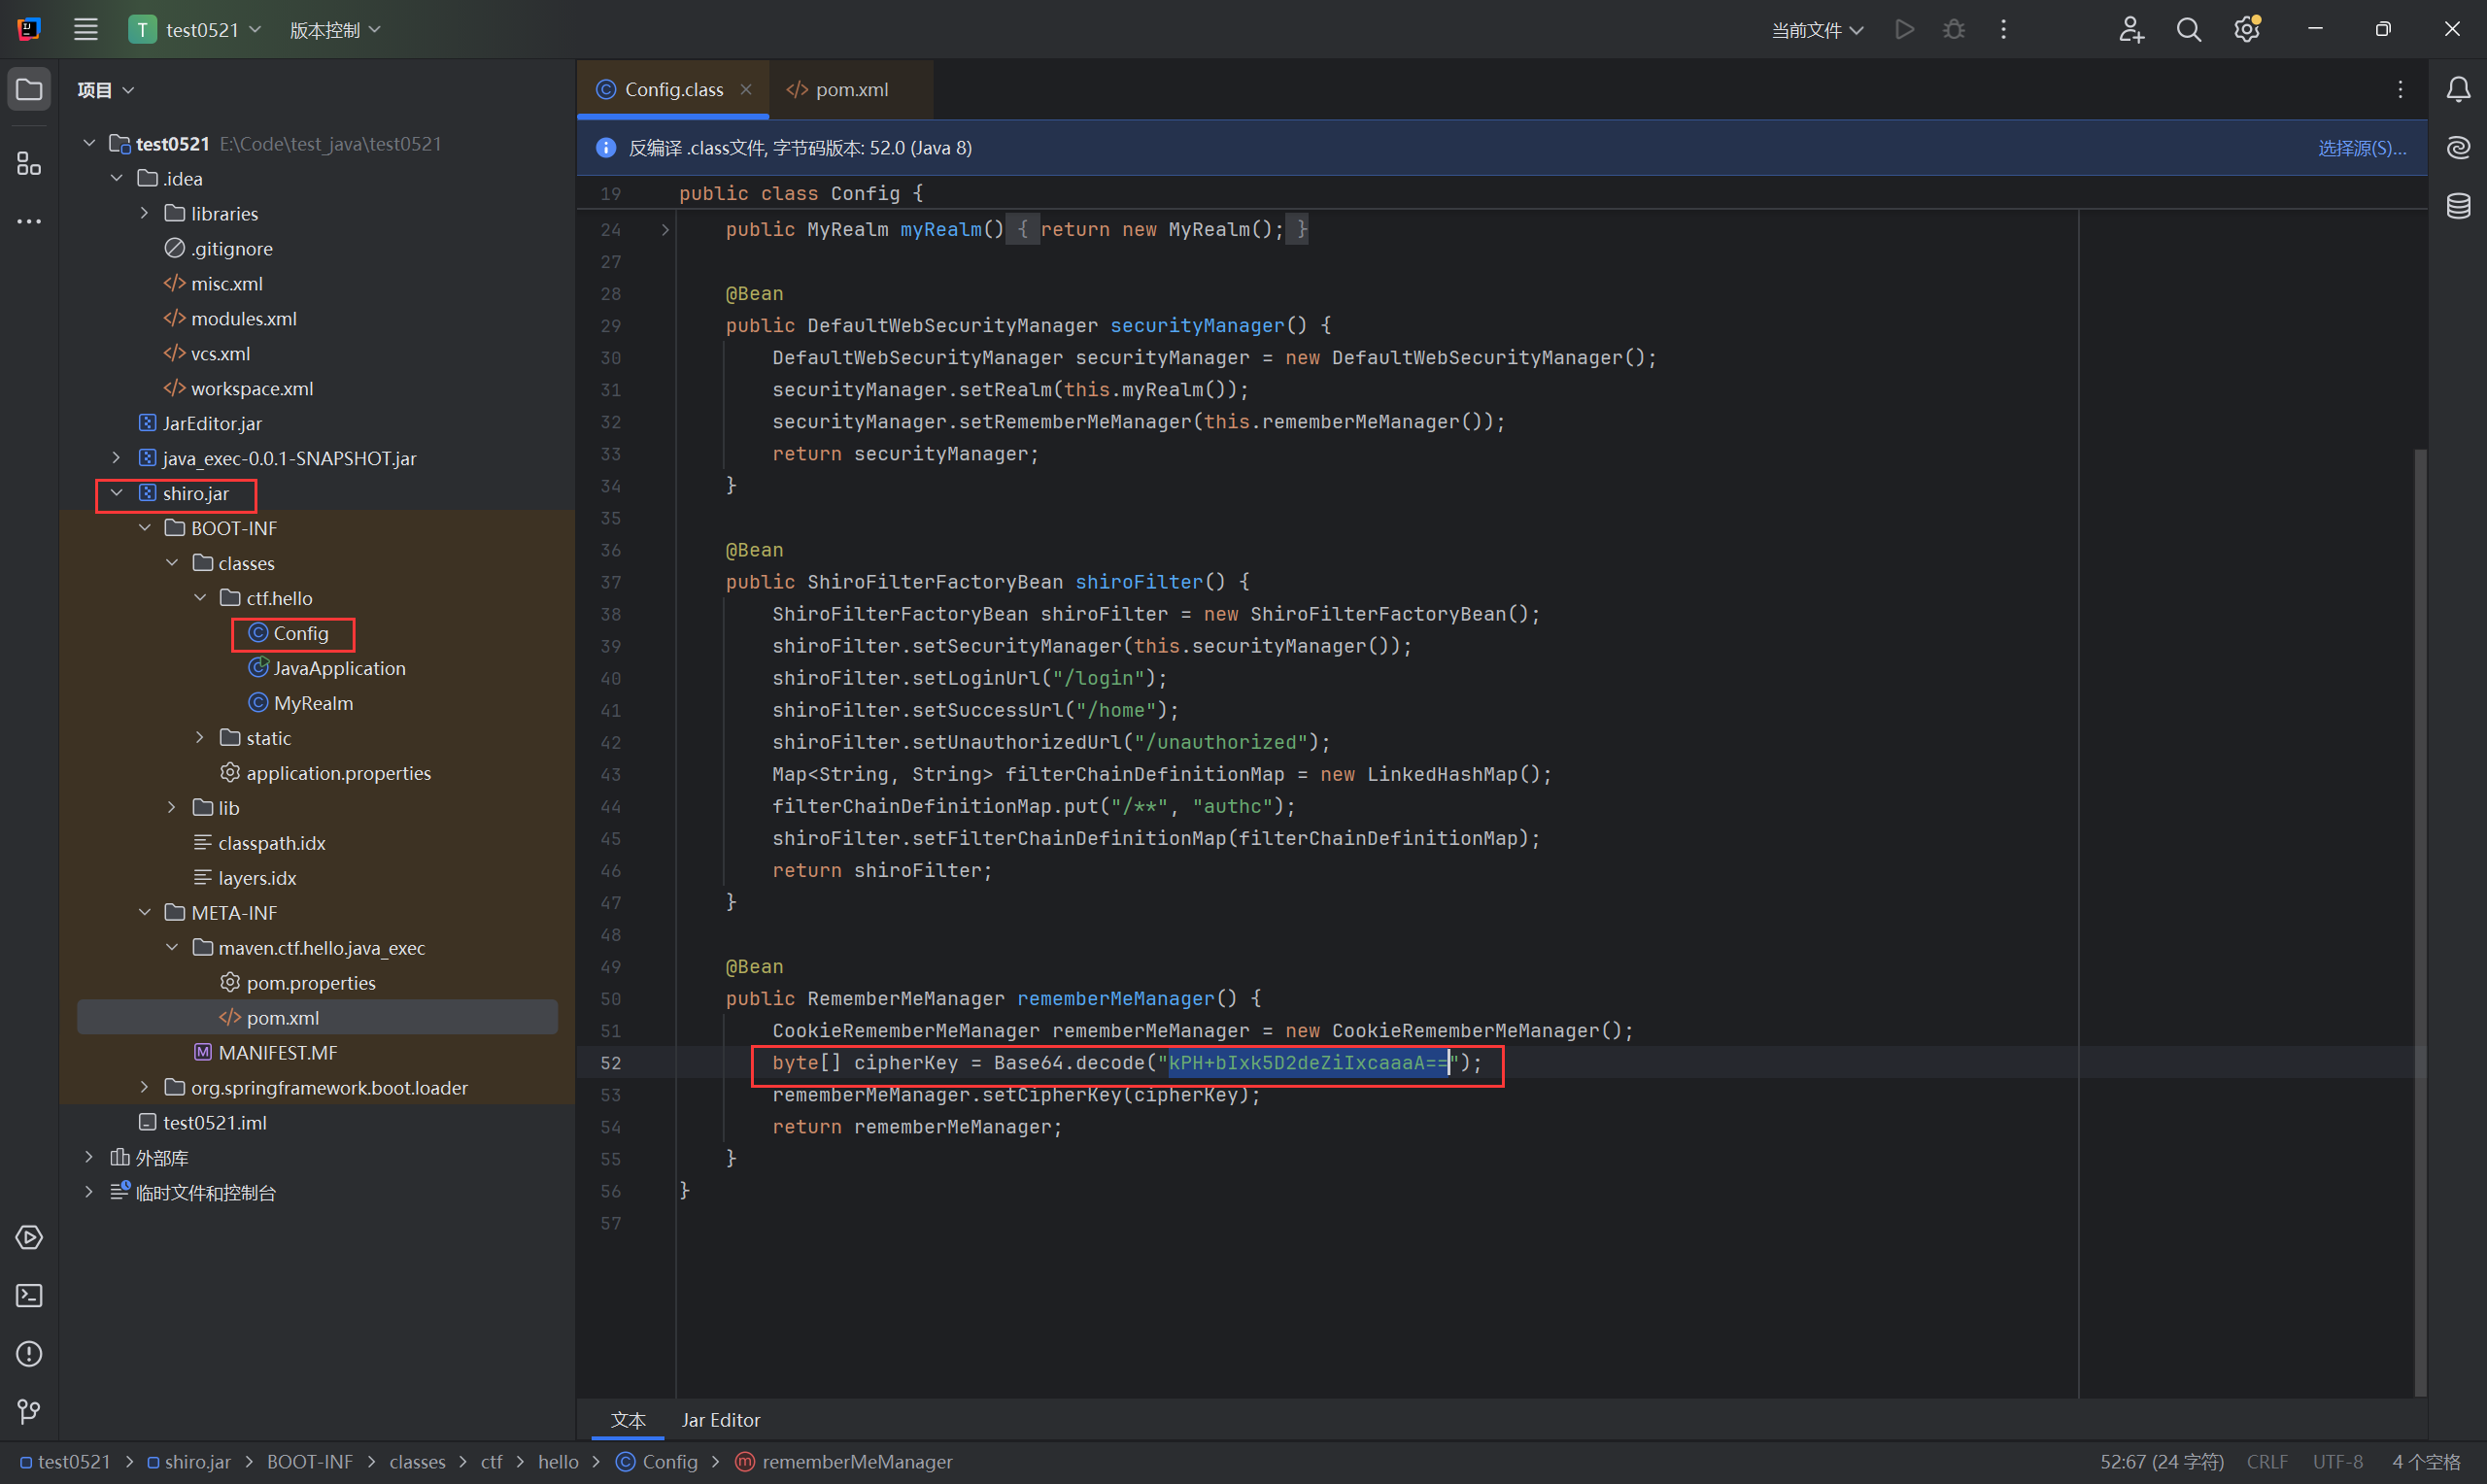 T test0521 版本控制 当前文件
项目
test0521 E:\Code\test_java\test0521
.idea
libraries
.gitignore
misc.xml
modules.xml
vcs.xml
workspace.xml
JarEditor.jar
java_exec-0.0.1-SNAPSHOT.jar
shiro.jar
BOOT-INF
classes
ctf.hello
Config
JavaApplication
MyRealm
static
application.properties
lib
classpath.idx
layers.idx
META-INF
maven.ctf.hello.java_exec
pom.properties
pom.xml
MANIFEST.MF
org.springframework.boot.loader
test0521.iml
外部库
临时文件和控制台
Config.class pom.xml
反编译 .class文件, 字节码版本: 52.0 (Java 8) 选择源(S)...
19 public class Config {
24 public MyRealm myRealm() { return new MyRealm(); }
27
28 @Bean
29 public DefaultWebSecurityManager securityManager() {
30 DefaultWebSecurityManager securityManager = new DefaultWebSecurityManager();
31 securityManager.setRealm(this.myRealm());
32 securityManager.setRememberMeManager(this.rememberMeManager());
33 return securityManager;
34 }
35
36 @Bean
37 public ShiroFilterFactoryBean shiroFilter() {
38 ShiroFilterFactoryBean shiroFilter = new ShiroFilterFactoryBean();
39 shiroFilter.setSecurityManager(this.securityManager());
40 shiroFilter.setLoginUrl("/login");
41 shiroFilter.setSuccessUrl("/home");
42 shiroFilter.setUnauthorizedUrl("/unauthorized");
43 Map<String, String> filterChainDefinitionMap = new LinkedHashMap();
44 filterChainDefinitionMap.put("/**", "authc");
45 shiroFilter.setFilterChainDefinitionMap(filterChainDefinitionMap);
46 return shiroFilter;
47 }
48
49 @Bean
50 public RememberMeManager rememberMeManager() {
51 CookieRememberMeManager rememberMeManager = new CookieRememberMeManager();
52 byte[] cipherKey = Base64.decode("kPH+bIxk5D2deZiIxcaaaA==");
53 rememberMeManager.setCipherKey(cipherKey);
54 return rememberMeManager;
55 }
56 }
57
文本 Jar Editor
test0521 > shiro.jar > BOOT-INF > classes > ctf > hello > Config > rememberMeManager 52:67 (24 字符) CRLF UTF-8 4 个空格